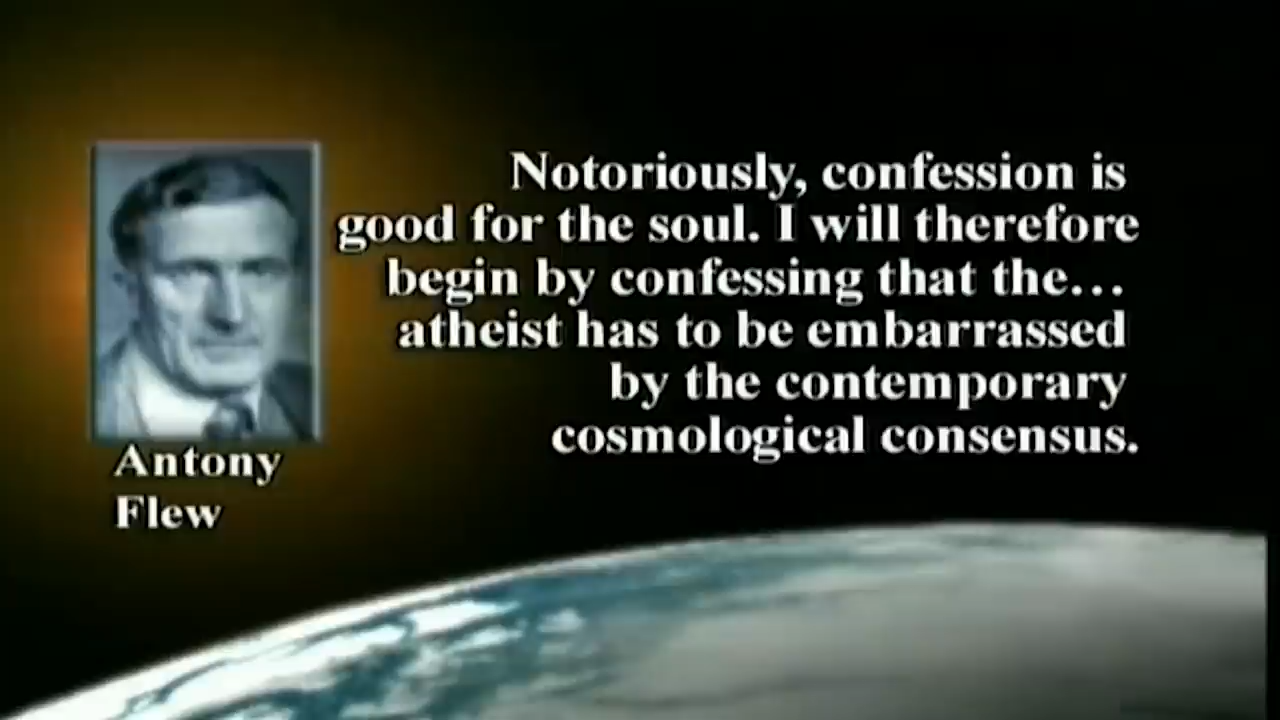 Notoriously, confession is
good for the soul. I will therefore
begin by confessing that the…
atheist has to be embarrassed
by the contemporary
cosmological consensus.
Antony
Flew